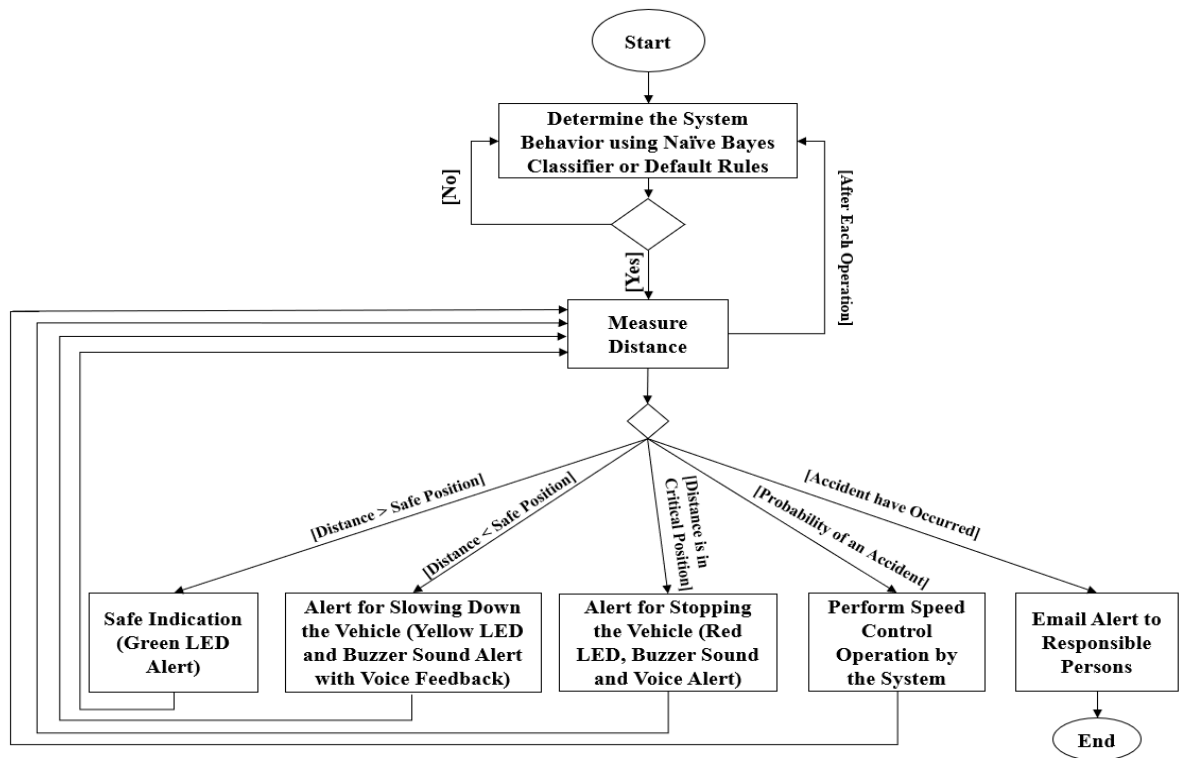 Start
Determine the System
Behavior using Naïve Bayes
Classifier or Default Rules
[No]
[After Each Operation]
[Yes]
Measure
Distance
[Distance > Safe Position]
[Distance < Safe Position]
[Distance is in
Critical Position]
[Probability of an Accident]
[Accident have Occurred]
Safe Indication
(Green LED
Alert)
Alert for Slowing Down
the Vehicle (Yellow LED
and Buzzer Sound Alert
with Voice Feedback)
Alert for Stopping
the Vehicle (Red
LED, Buzzer Sound
and Voice Alert)
Perform Speed
Control
Operation by
the System
Email Alert to
Responsible
Persons
End